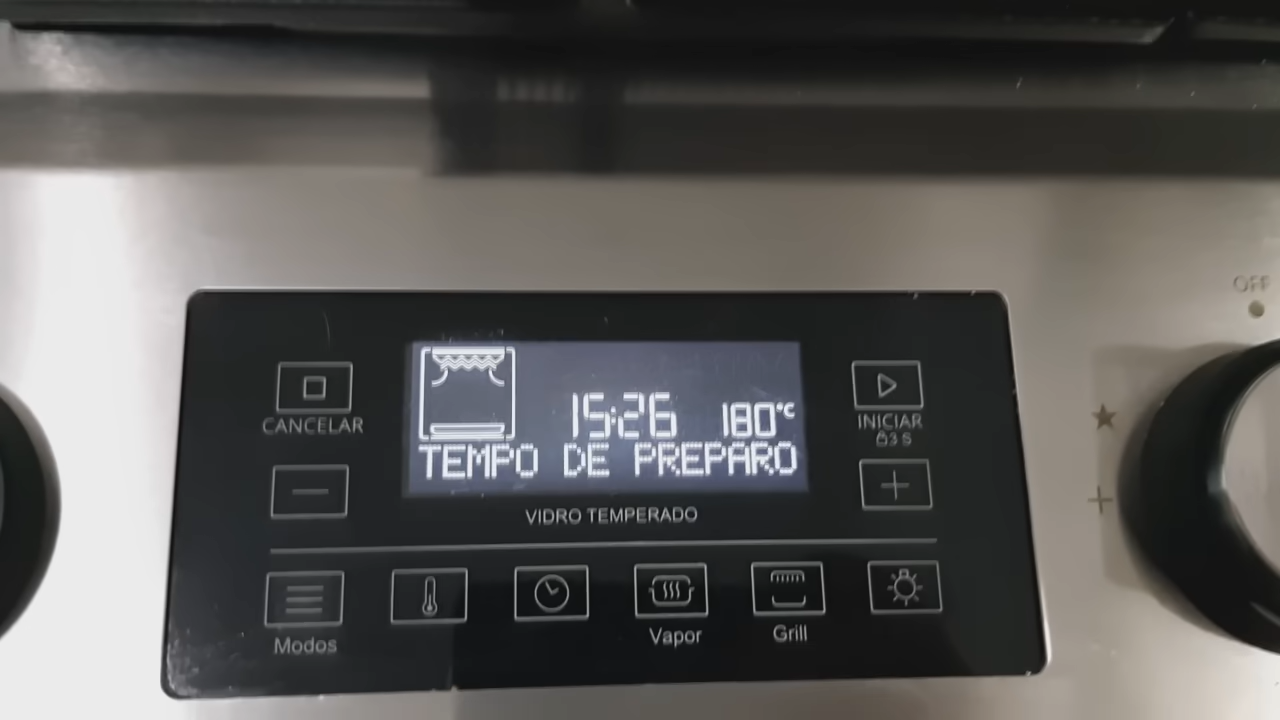 OFF
CANCELAR
15:26 180°C
TEMPO DE PREPARO
INICIAR
3 S
VIDRO TEMPERADO
Modos
Vapor
Grill